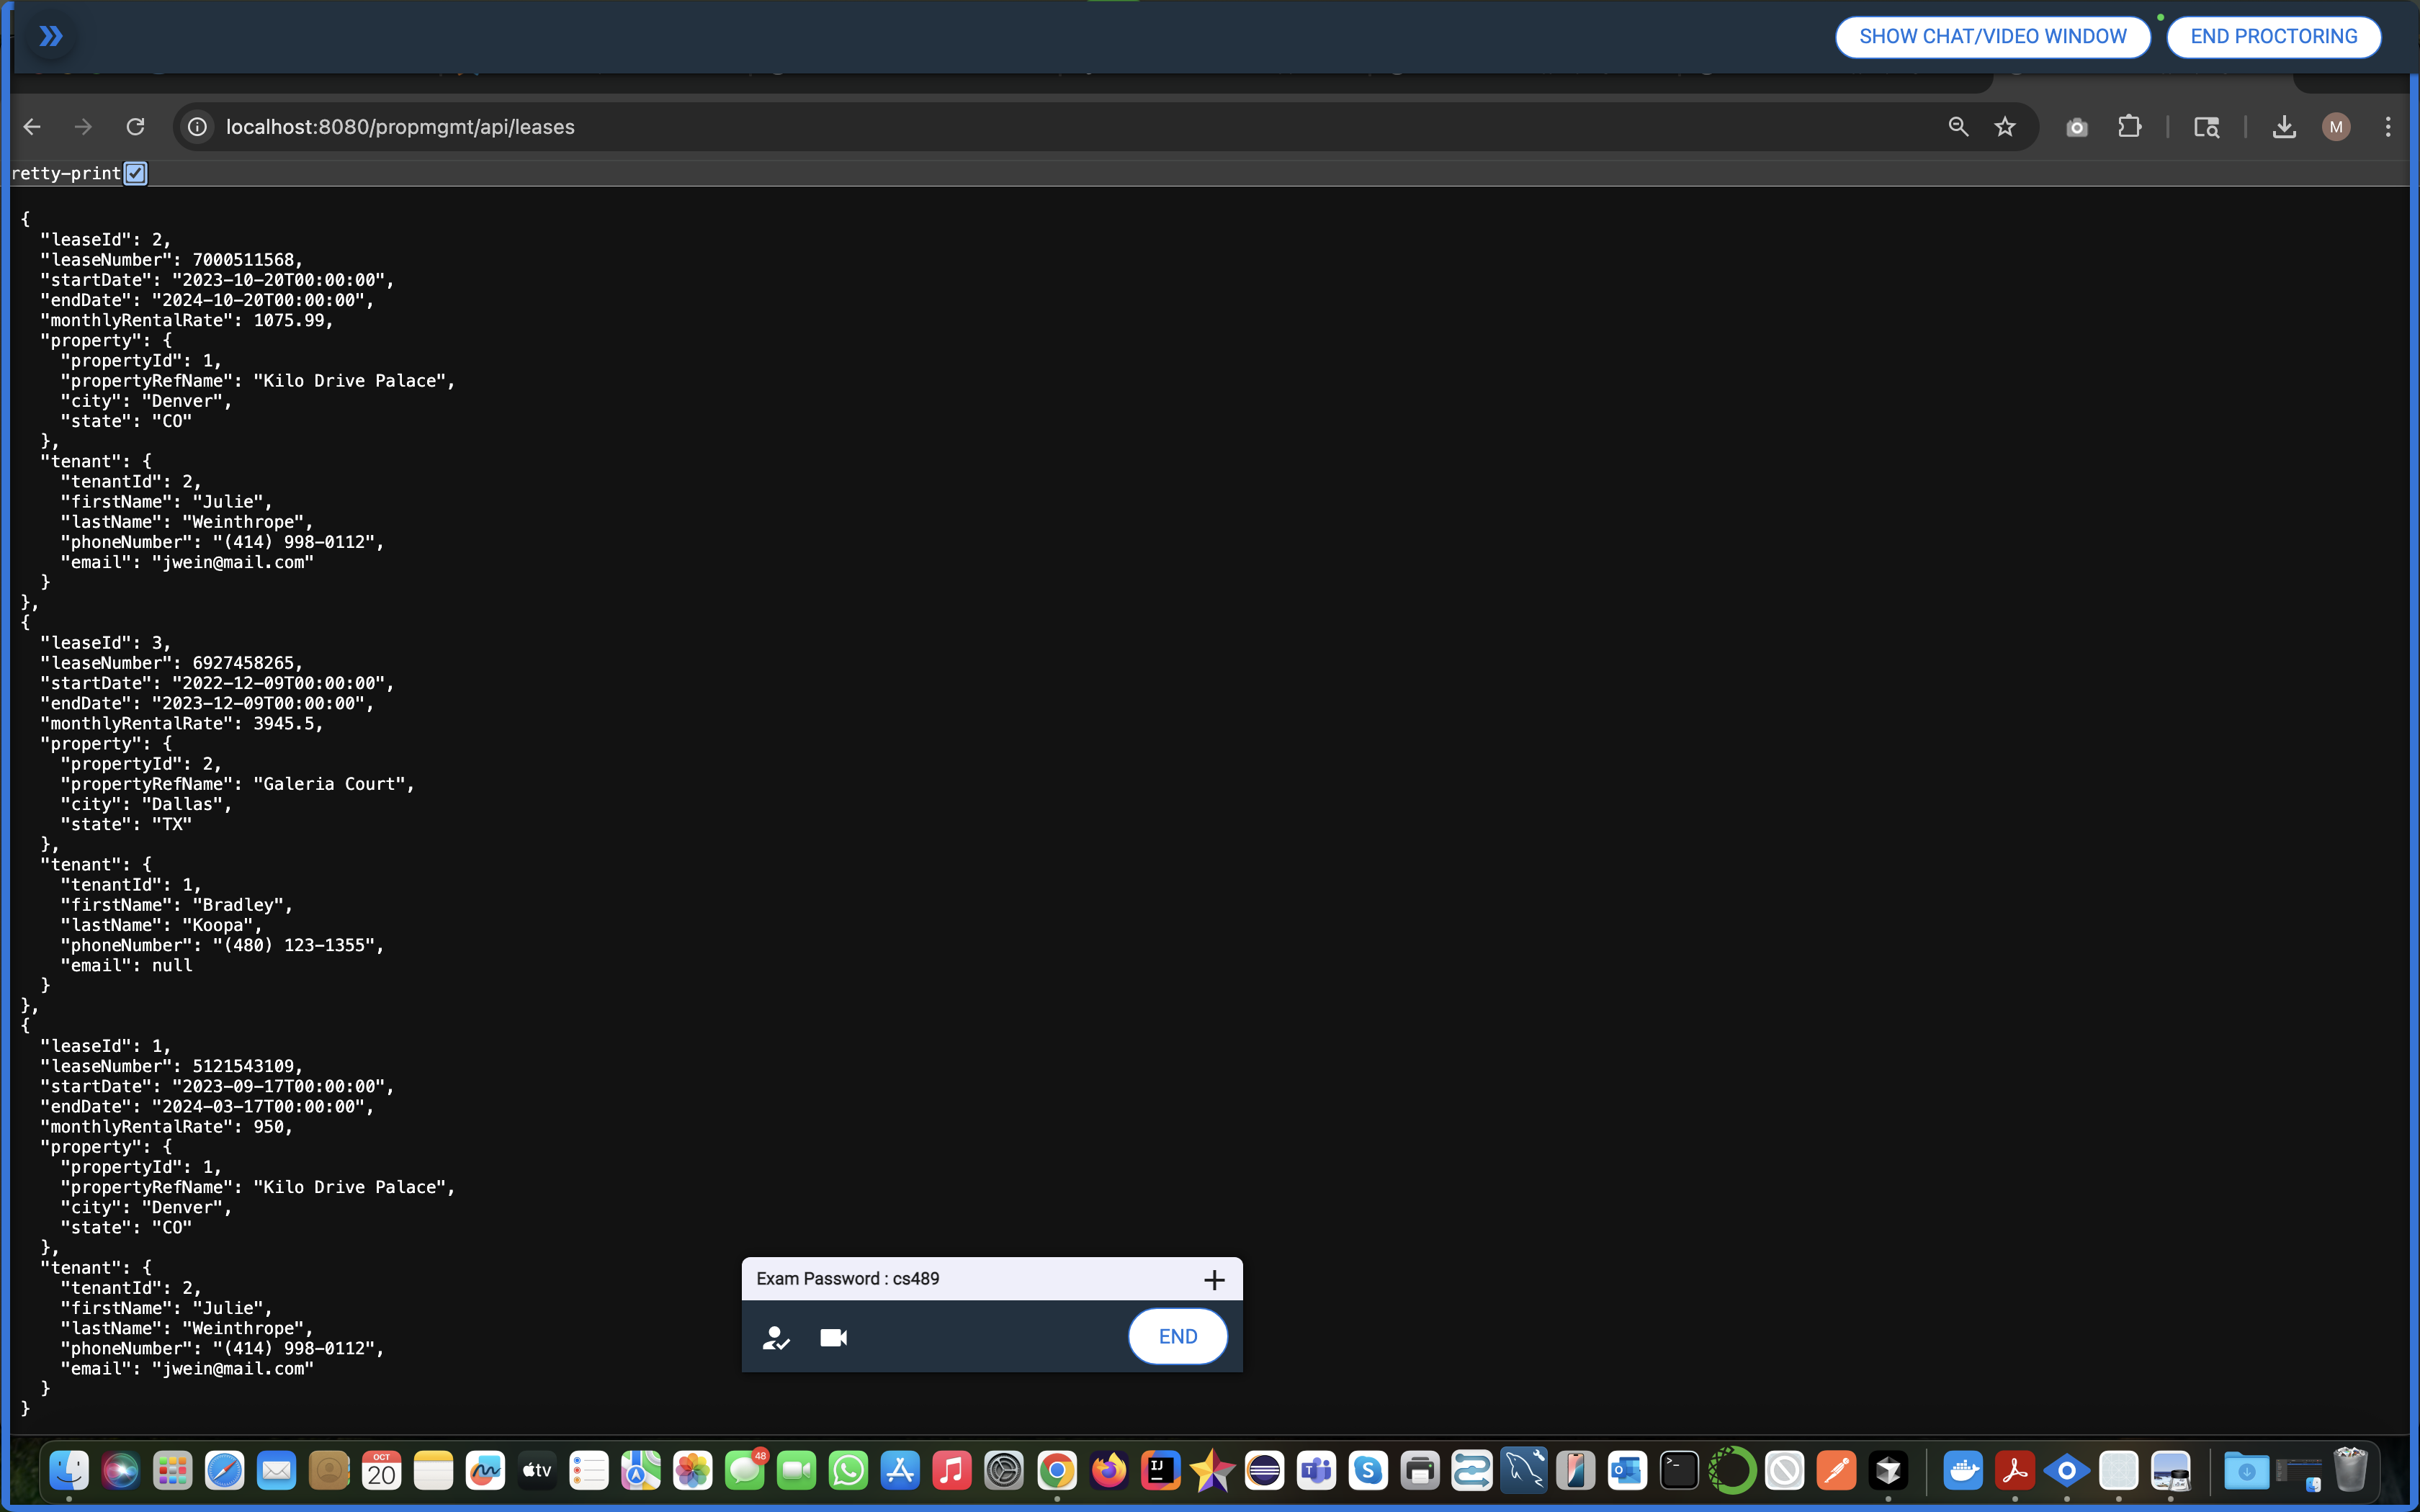 SHOW CHAT/VIDEO WINDOW
END PROCTORING
localhost:8080/propmgmt/api/leases
M
retty-print
{
  "leaseId": 2,
  "leaseNumber": 7000511568,
  "startDate": "2023-10-20T00:00:00",
  "endDate": "2024-10-20T00:00:00",
  "monthlyRentalRate": 1075.99,
  "property": {
    "propertyId": 1,
    "propertyRefName": "Kilo Drive Palace",
    "city": "Denver",
    "state": "CO"
  },
  "tenant": {
    "tenantId": 2,
    "firstName": "Julie",
    "lastName": "Weinthrope",
    "phoneNumber": "(414) 998-0112",
    "email": "jwein@mail.com"
  }
},
{
  "leaseId": 3,
  "leaseNumber": 6927458265,
  "startDate": "2022-12-09T00:00:00",
  "endDate": "2023-12-09T00:00:00",
  "monthlyRentalRate": 3945.5,
  "property": {
    "propertyId": 2,
    "propertyRefName": "Galeria Court",
    "city": "Dallas",
    "state": "TX"
  },
  "tenant": {
    "tenantId": 1,
    "firstName": "Bradley",
    "lastName": "Koopa",
    "phoneNumber": "(480) 123-1355",
    "email": null
  }
},
{
  "leaseId": 1,
  "leaseNumber": 5121543109,
  "startDate": "2023-09-17T00:00:00",
  "endDate": "2024-03-17T00:00:00",
  "monthlyRentalRate": 950,
  "property": {
    "propertyId": 1,
    "propertyRefName": "Kilo Drive Palace",
    "city": "Denver",
    "state": "CO"
  },
  "tenant": {
    "tenantId": 2,
    "firstName": "Julie",
    "lastName": "Weinthrope",
    "phoneNumber": "(414) 998-0112",
    "email": "jwein@mail.com"
  }
}
Exam Password : cs489
END
OCT
20
tv
48
IJ